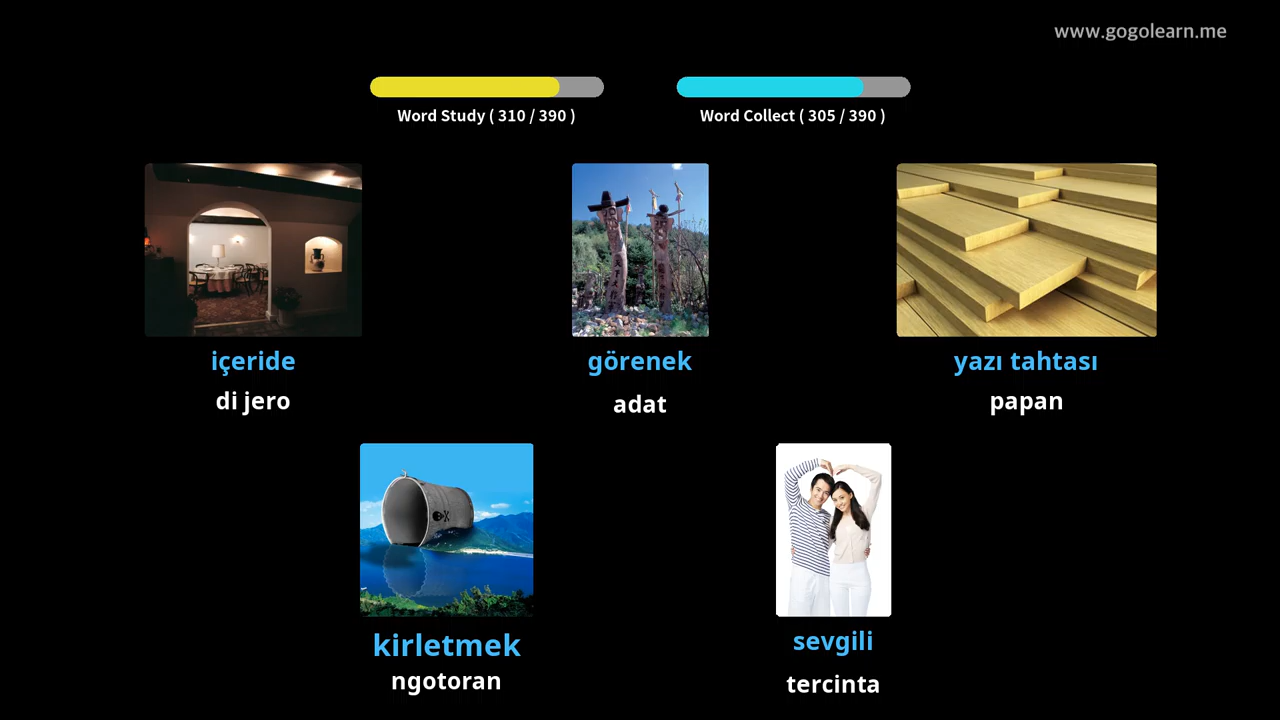 www.gogolearn.me
Word Study ( 310 / 390 )
Word Collect ( 305 / 390 )
içeride
di jero
görenek
adat
yazı tahtası
papan
kirletmek
ngotoran
sevgili
tercinta